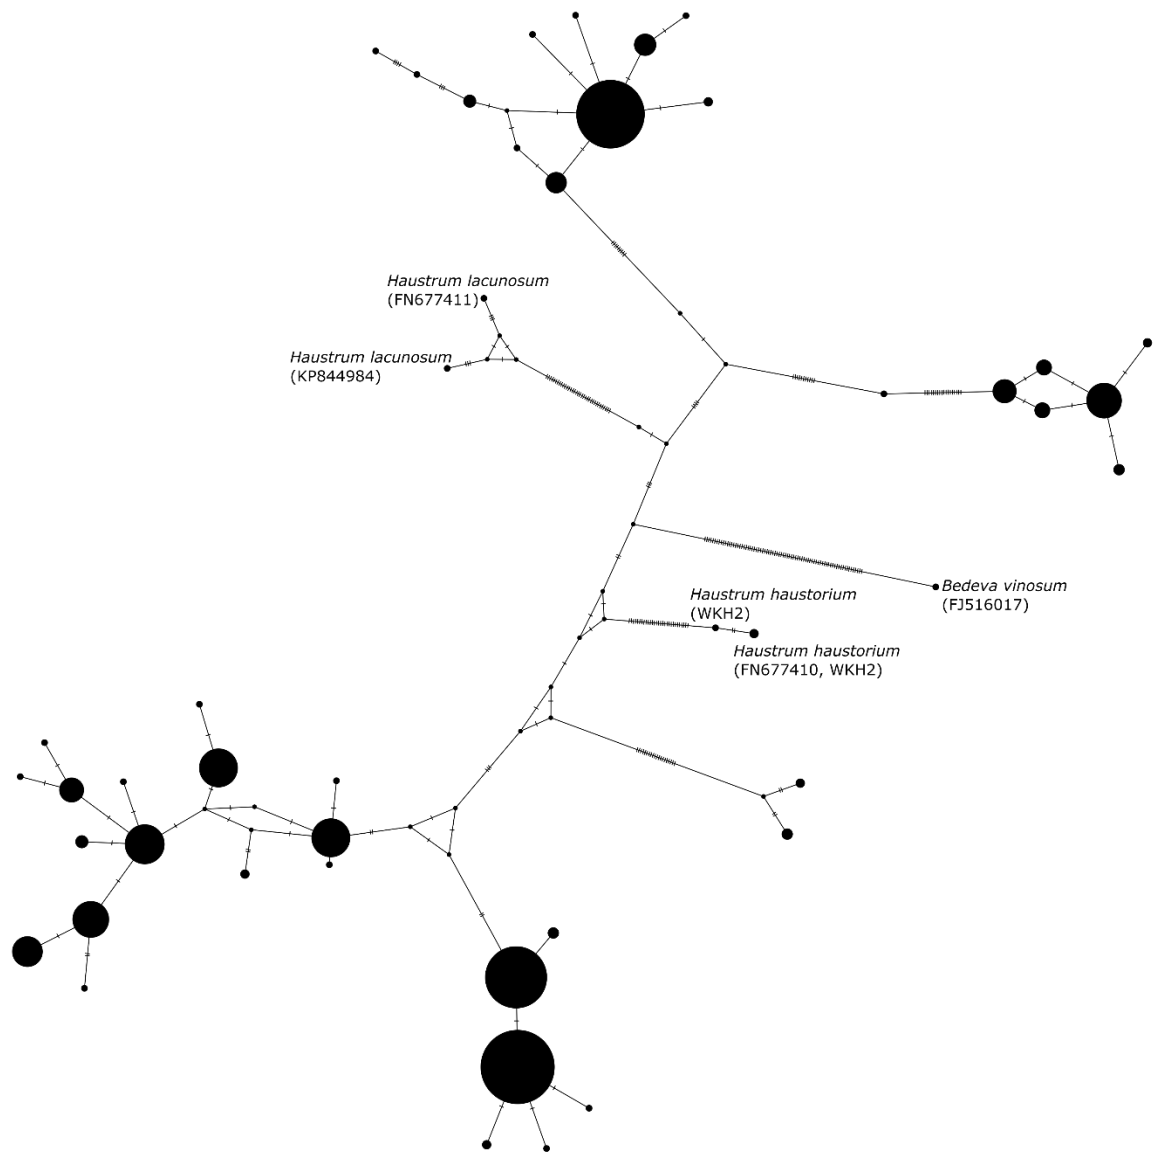 Haustrum lacunosum
(FN677411)
Haustrum lacunosum
(KP844984)
Bedeva vinosum
(FJ516017)
Haustrum haustorium
(WKH2)
Haustrum haustorium
(FN677410, WKH2)